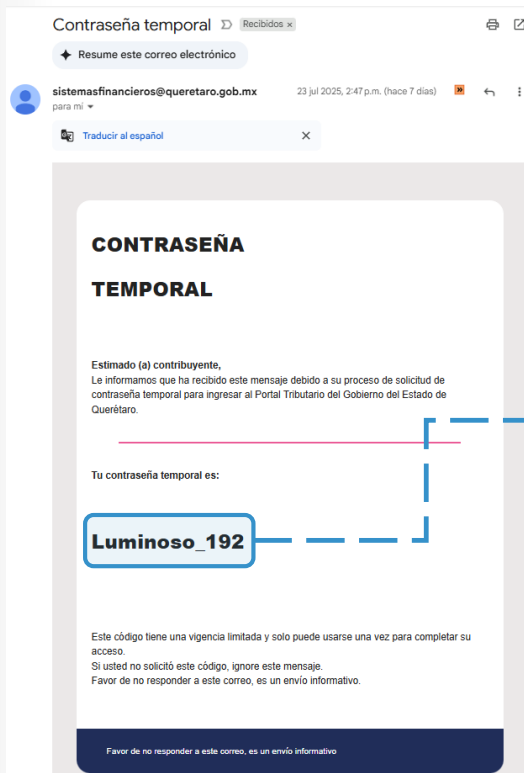 Contraseña temporal Recibidos x
Resume este correo electrónico
sistemasfinancieros@queretaro.gob.mx 23 jul 2025, 2:47 p.m. (hace 7 días)
para mí
Traducir al español
CONTRASEÑA
TEMPORAL
Estimado (a) contribuyente,
Le informamos que ha recibido este mensaje debido a su proceso de solicitud de
contraseña temporal para ingresar al Portal Tributario del Gobierno del Estado de
Querétaro.
Tu contraseña temporal es:
Luminoso_192
Este código tiene una vigencia limitada y solo puede usarse una vez para completar su
acceso.
Si usted no solicitó este código, ignore este mensaje.
Favor de no responder a este correo, es un envío informativo.
Favor de no responder a este correo, es un envío informativo